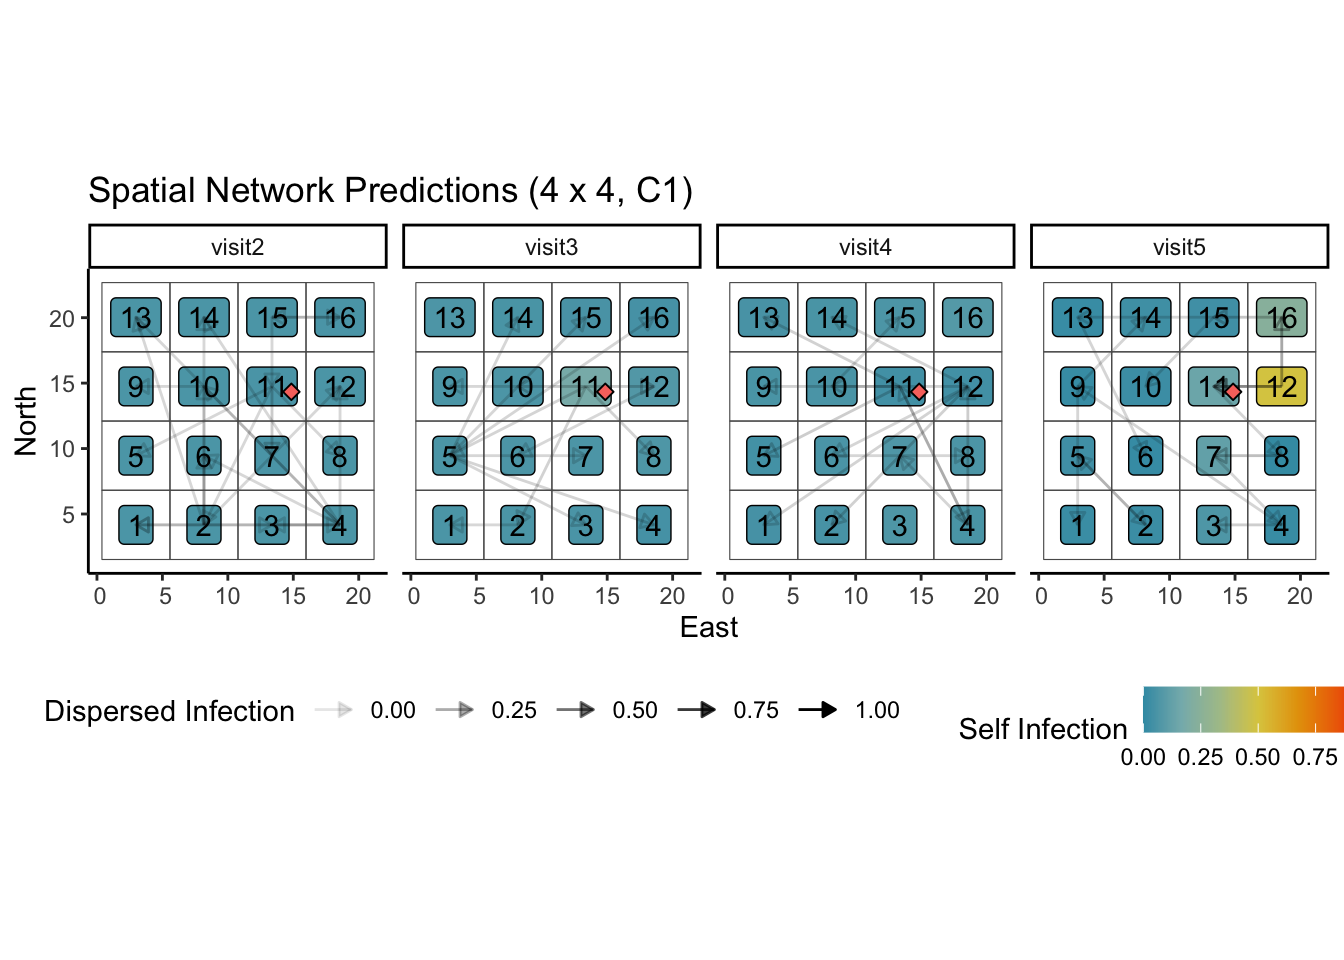 Spatial Network Predictions (4 x 4, C1)
visit2 visit3 visit4 visit5
20 13 14 15 16 13 14 15 16 13 14 15 16 13 14 15 16
15 9 10 11 12 9 10 11 12 9 10 11 12 9 10 11 12
10 5 6 7 8 5 6 7 8 5 6 7 8 5 6 7 8
5 1 2 3 4 1 2 3 4 1 2 3 4 1 2 3 4
North
0 5 10 15 20 0 5 10 15 20 0 5 10 15 20 0 5 10 15 20
East
Dispersed Infection 0.00 0.25 0.50 0.75 1.00
Self Infection
0.00 0.25 0.50 0.75